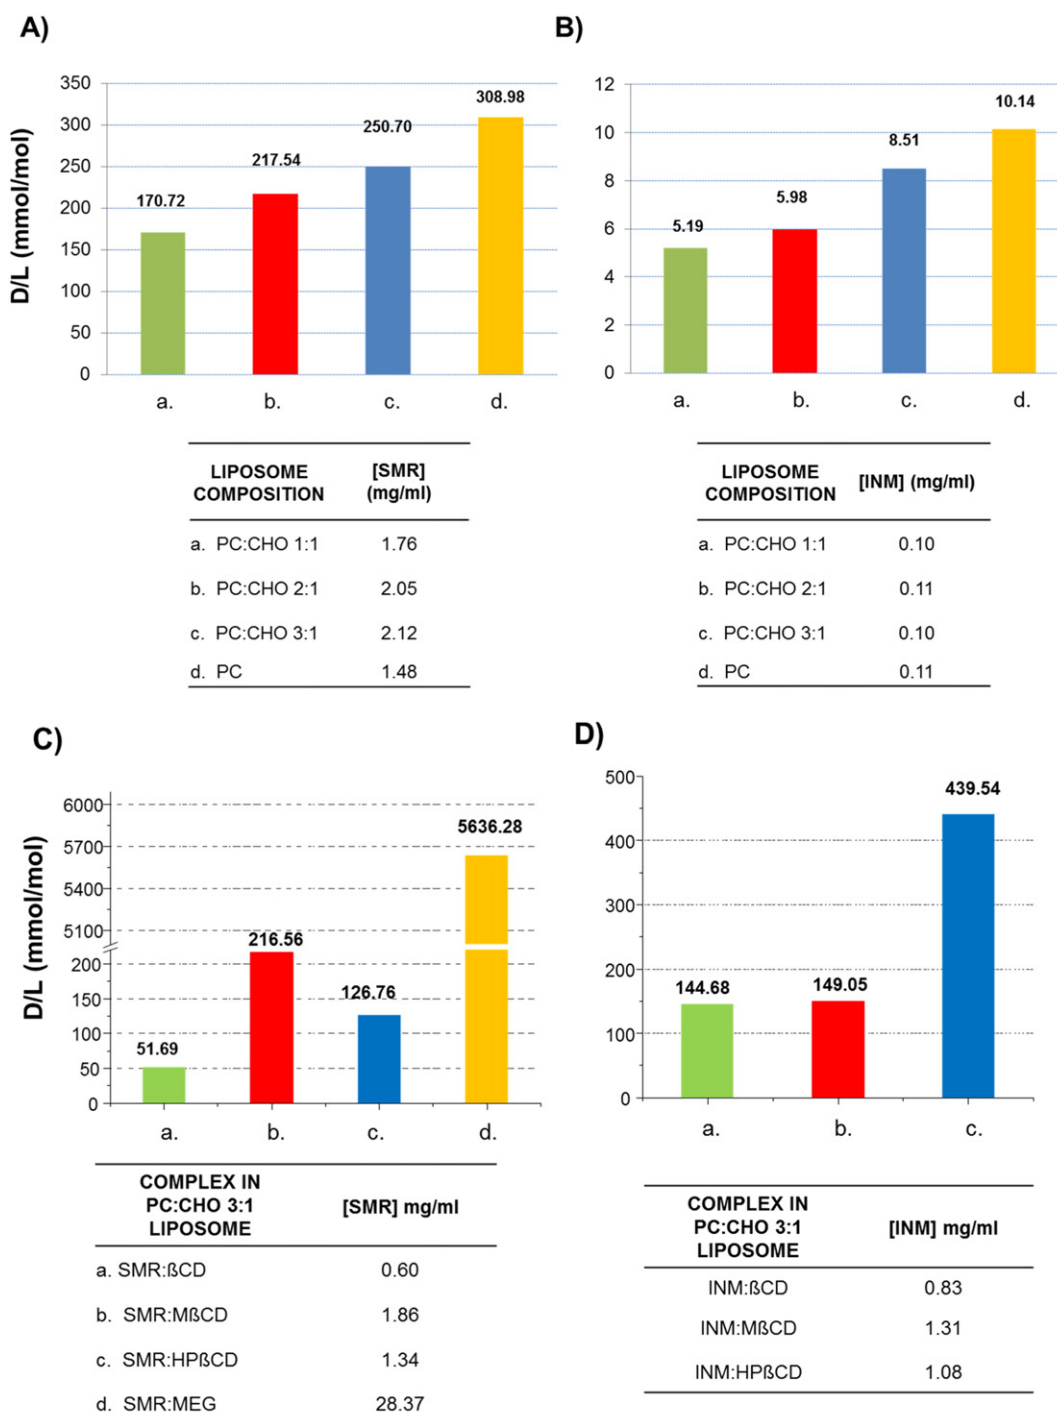 A)
D/L (mmol/mol)
350
300
250
200
150
100
50
0
170.72
217.54
250.70
308.98
a. b. c. d.
LIPOSOME COMPOSITION [SMR] (mg/ml)
a. PC:CHO 1:1 1.76
b. PC:CHO 2:1 2.05
c. PC:CHO 3:1 2.12
d. PC 1.48
B)
12
10
8
6
4
2
0
5.19
5.98
8.51
10.14
a. b. c. d.
LIPOSOME COMPOSITION [INM] (mg/ml)
a. PC:CHO 1:1 0.10
b. PC:CHO 2:1 0.11
c. PC:CHO 3:1 0.10
d. PC 0.11
C)
D/L (mmol/mol)
6000
5700
5400
5100
200
150
100
50
0
51.69
216.56
126.76
5636.28
a. b. c. d.
COMPLEX IN
PC:CHO 3:1
LIPOSOME
[SMR] mg/ml
a. SMR:ßCD 0.60
b. SMR:MßCD 1.86
c. SMR:HPßCD 1.34
d. SMR:MEG 28.37
D)
500
400
300
200
100
0
144.68
149.05
439.54
a. b. c.
COMPLEX IN
PC:CHO 3:1
LIPOSOME
[INM] mg/ml
INM:ßCD 0.83
INM:MßCD 1.31
INM:HPßCD 1.08